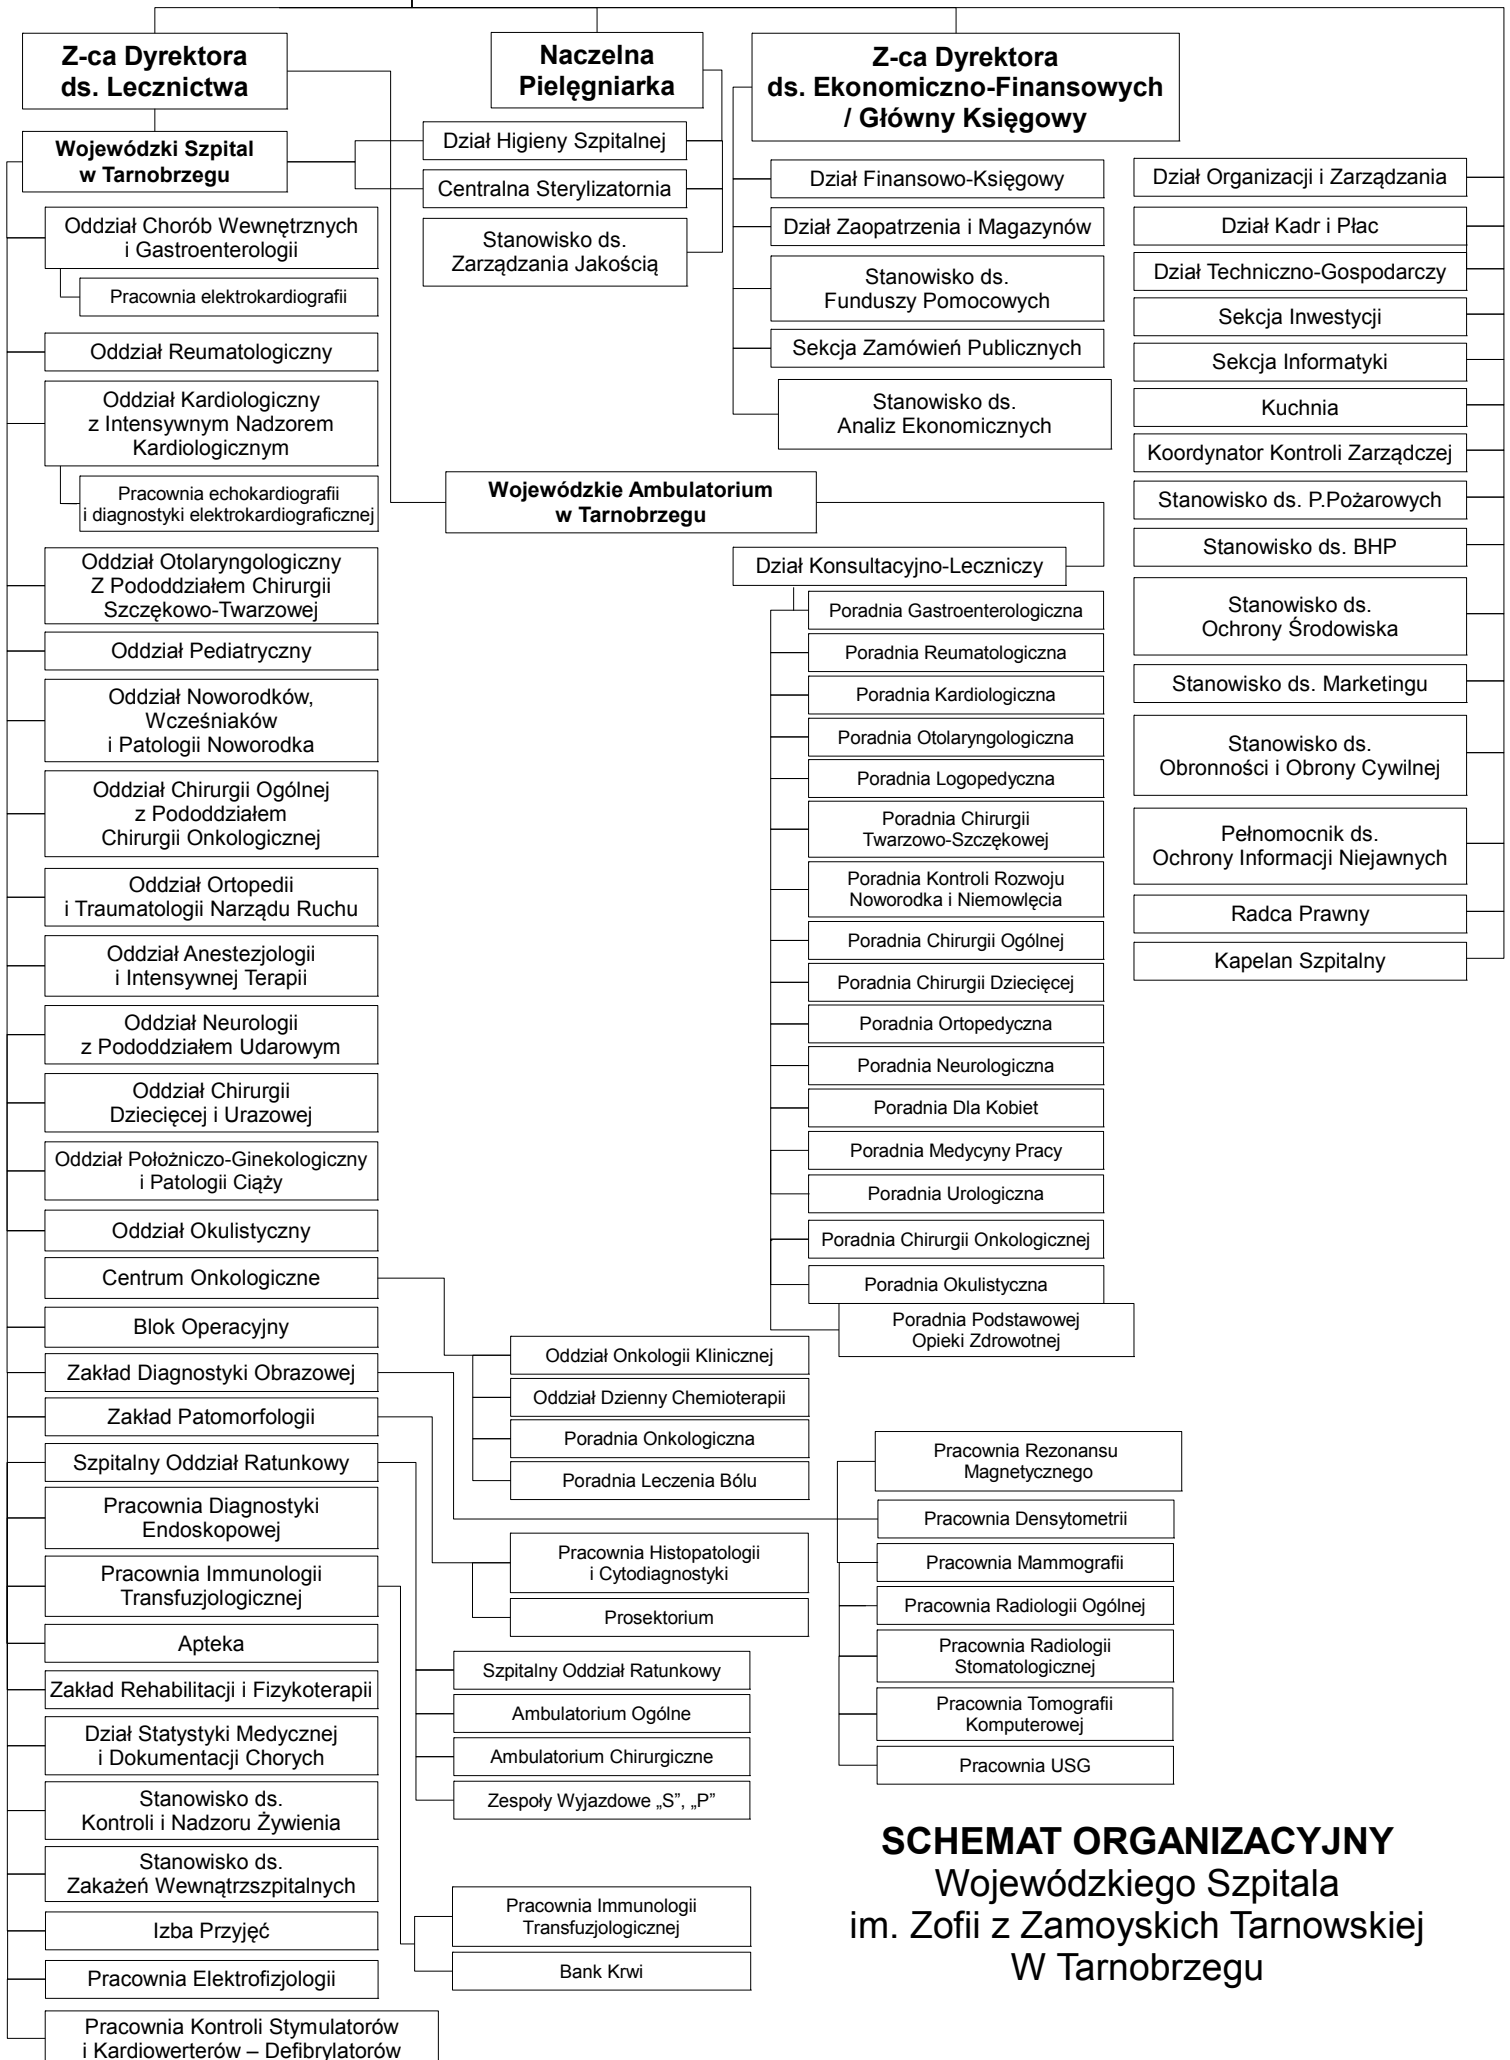 Z-ca Dyrektora
ds. Lecznictwa
Naczelna
Pielęgniarka
Z-ca Dyrektora
ds. Ekonomiczno-Finansowych
/ Główny Księgowy
Wojewódzki Szpital
w Tarnobrzegu
Oddział Chorób Wewnętrznych
i Gastroenterologii
Pracownia elektrokardiografii
Oddział Reumatologiczny
Oddział Kardiologiczny
z Intensywnym Nadzorem
Kardiologicznym
Pracownia echokardiografii
i diagnostyki elektrokardiograficznej
Oddział Otolaryngologiczny
Z Pododdziałem Chirurgii
Szczękowo-Twarzowej
Oddział Pediatryczny
Oddział Noworodków,
Wcześniaków
i Patologii Noworodka
Oddział Chirurgii Ogólnej
z Pododdziałem
Chirurgii Onkologicznej
Oddział Ortopedii
i Traumatologii Narządu Ruchu
Oddział Anestezjologii
i Intensywnej Terapii
Oddział Neurologii
z Pododdziałem Udarowym
Oddział Chirurgii
Dziecięcej i Urazowej
Oddział Położniczo-Ginekologiczny
i Patologii Ciąży
Oddział Okulistyczny
Centrum Onkologiczne
Blok Operacyjny
Zakład Diagnostyki Obrazowej
Zakład Patomorfologii
Szpitalny Oddział Ratunkowy
Pracownia Diagnostyki
Endoskopowej
Pracownia Immunologii
Transfuzjologicznej
Apteka
Zakład Rehabilitacji i Fizykoterapii
Dział Statystyki Medycznej
i Dokumentacji Chorych
Stanowisko ds.
Kontroli i Nadzoru Żywienia
Stanowisko ds.
Zakażeń Wewnątrzszpitalnych
Izba Przyjęć
Pracownia Elektrofizjologii
Pracownia Kontroli Stymulatorów
i Kardiowerterów – Defibrylatorów
Dział Higieny Szpitalnej
Centralna Sterylizatornia
Stanowisko ds.
Zarządzania Jakością
Dział Finansowo-Księgowy
Dział Zaopatrzenia i Magazynów
Stanowisko ds.
Funduszy Pomocowych
Sekcja Zamówień Publicznych
Stanowisko ds.
Analiz Ekonomicznych
Dział Organizacji i Zarządzania
Dział Kadr i Płac
Dział Techniczno-Gospodarczy
Sekcja Inwestycji
Sekcja Informatyki
Kuchnia
Koordynator Kontroli Zarządczej
Stanowisko ds. P.Pożarowych
Stanowisko ds. BHP
Stanowisko ds.
Ochrony Środowiska
Stanowisko ds. Marketingu
Stanowisko ds.
Obronności i Obrony Cywilnej
Pełnomocnik ds.
Ochrony Informacji Niejawnych
Radca Prawny
Kapelan Szpitalny
Wojewódzkie Ambulatorium
w Tarnobrzegu
Dział Konsultacyjno-Leczniczy
Poradnia Gastroenterologiczna
Poradnia Reumatologiczna
Poradnia Kardiologiczna
Poradnia Otolaryngologiczna
Poradnia Logopedyczna
Poradnia Chirurgii
Twarzowo-Szczękowej
Poradnia Kontroli Rozwoju
Noworodka i Niemowlęcia
Poradnia Chirurgii Ogólnej
Poradnia Chirurgii Dziecięcej
Poradnia Ortopedyczna
Poradnia Neurologiczna
Poradnia Dla Kobiet
Poradnia Medycyny Pracy
Poradnia Urologiczna
Poradnia Chirurgii Onkologicznej
Poradnia Okulistyczna
Poradnia Podstawowej
Opieki Zdrowotnej
Oddział Onkologii Klinicznej
Oddział Dzienny Chemioterapii
Poradnia Onkologiczna
Poradnia Leczenia Bólu
Pracownia Histopatologii
i Cytodiagnostyki
Prosektorium
Szpitalny Oddział Ratunkowy
Ambulatorium Ogólne
Ambulatorium Chirurgiczne
Zespoły Wyjazdowe „S”, „P”
Pracownia Immunologii
Transfuzjologicznej
Bank Krwi
Pracownia Rezonansu
Magnetycznego
Pracownia Densytometrii
Pracownia Mammografii
Pracownia Radiologii Ogólnej
Pracownia Radiologii
Stomatologicznej
Pracownia Tomografii
Komputerowej
Pracownia USG
SCHEMAT ORGANIZACYJNY
Wojewódzkiego Szpitala
im. Zofii z Zamoyskich Tarnowskiej
W Tarnobrzegu